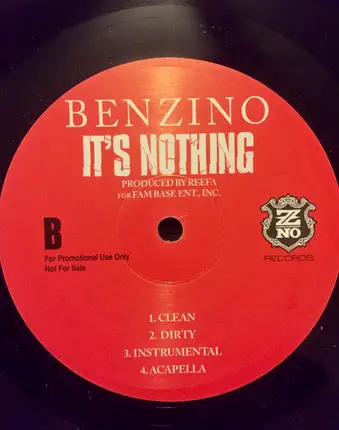 BENZINO
IT'S NOTHING
PRODUCED BY REEFA
FOR FAM BASE ENT., INC.
B
For Promotional Use Only
Not For Sale
Z
NO
RECORDS
1. CLEAN
2. DIRTY
3. INSTRUMENTAL
4. ACAPELLA